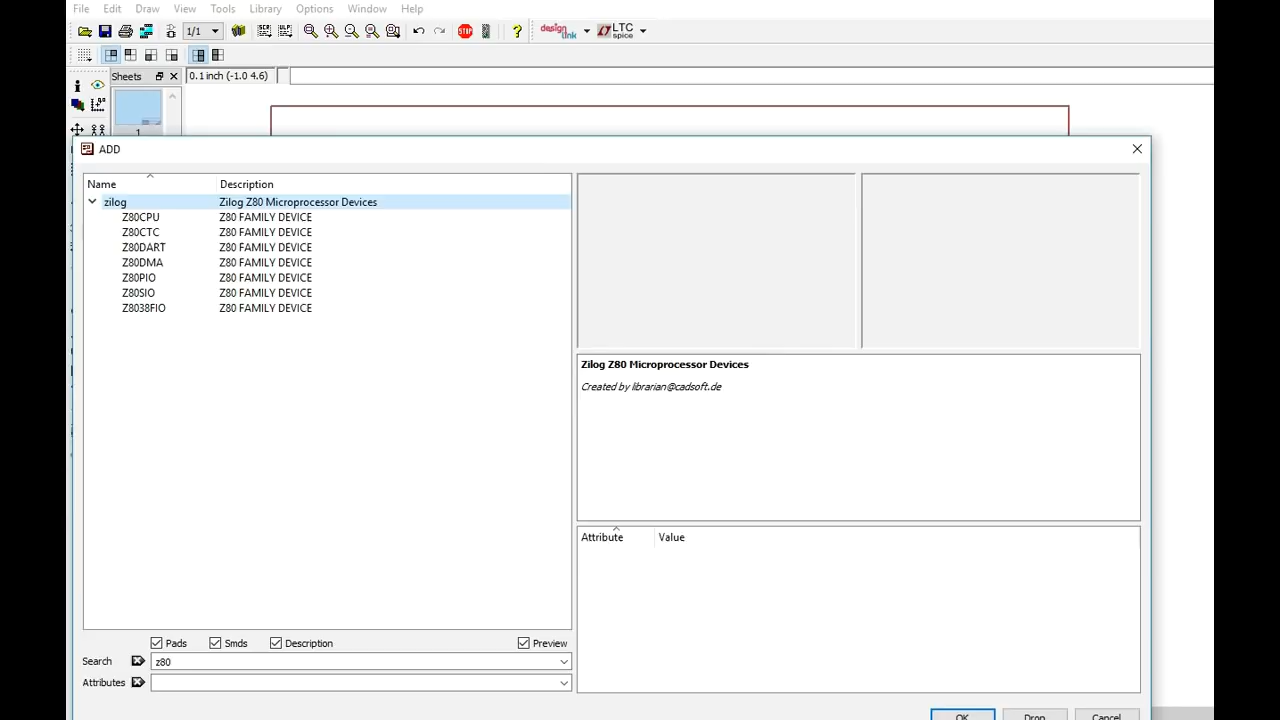 File Edit Draw View Tools Library Options Window Help
1/1 design link LTC spice
Sheets 0.1 inch (-1.0 4.6)
1
ADD
Name Description
zilog Zilog Z80 Microprocessor Devices
Z80CPU Z80 FAMILY DEVICE
Z80CTC Z80 FAMILY DEVICE
Z80DART Z80 FAMILY DEVICE
Z80DMA Z80 FAMILY DEVICE
Z80PIO Z80 FAMILY DEVICE
Z80SIO Z80 FAMILY DEVICE
Z8038FIO Z80 FAMILY DEVICE
Zilog Z80 Microprocessor Devices
Created by librarian@cadsoft.de
Attribute Value
Pads Smds Description Preview
Search z80
Attributes
OK Drop Cancel